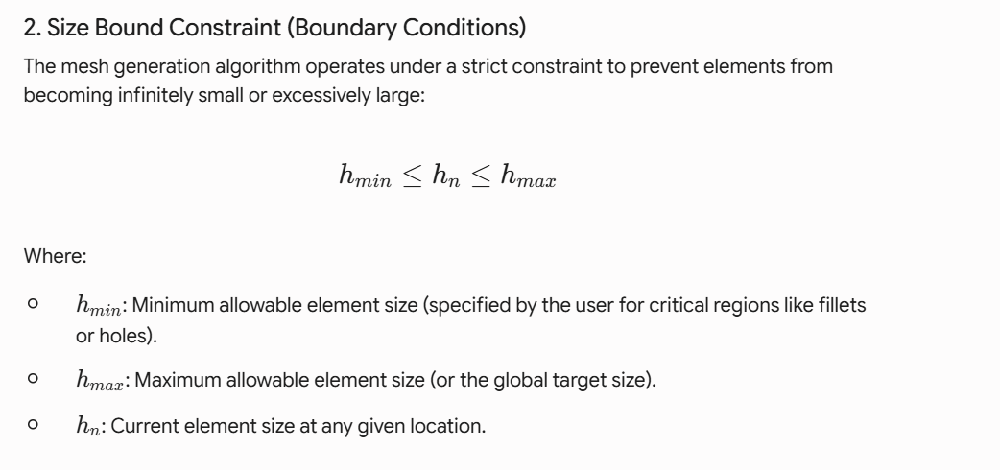 2. Size Bound Constraint (Boundary Conditions)
The mesh generation algorithm operates under a strict constraint to prevent elements from
becoming infinitely small or excessively large:
h_{min} ≤ h_n ≤ h_{max}
Where:
○ h_{min}: Minimum allowable element size (specified by the user for critical regions like fillets
or holes).
○ h_{max}: Maximum allowable element size (or the global target size).
○ h_n: Current element size at any given location.